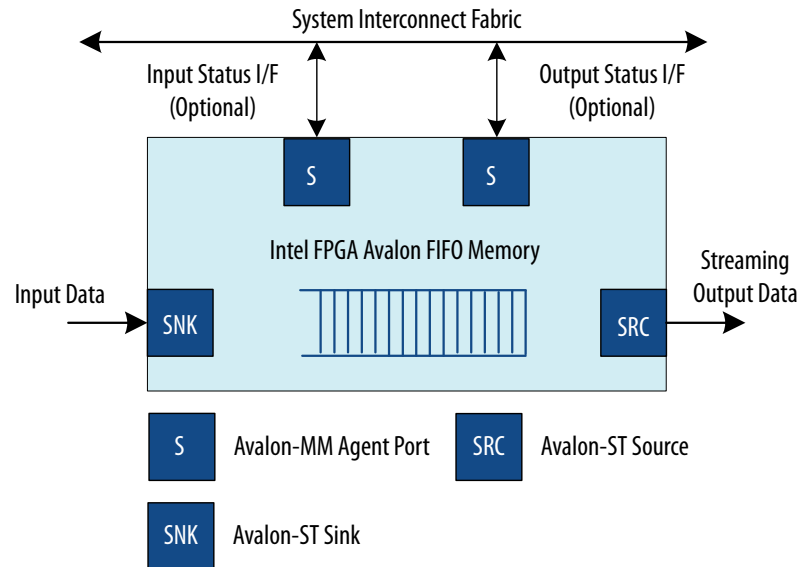 System Interconnect Fabric
Input Status I/F
(Optional)
Output Status I/F
(Optional)
S
S
Intel FPGA Avalon FIFO Memory
Input Data
SNK
SRC
Streaming
Output Data
S
Avalon-MM Agent Port
SRC
Avalon-ST Source
SNK
Avalon-ST Sink